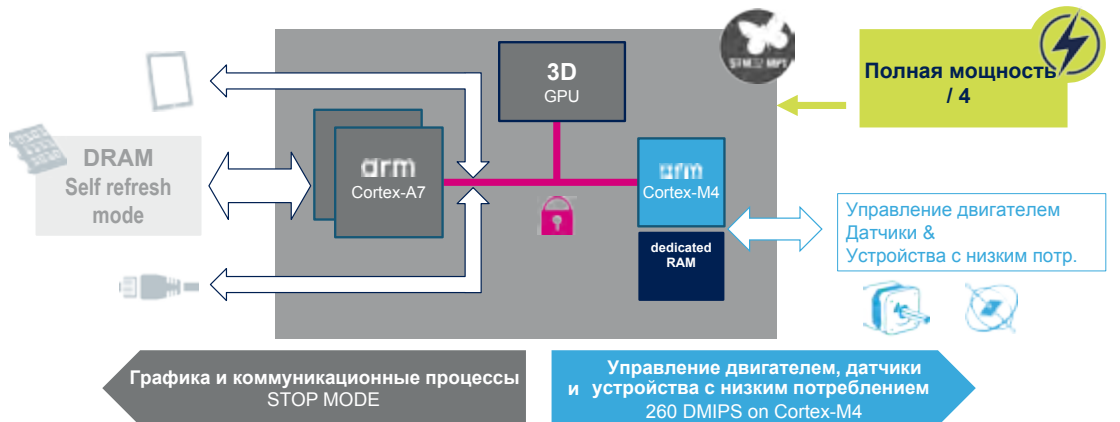 3D
GPU
STM32 MP1
Полная мощность
/ 4
DRAM
Self refresh
mode
arm
Cortex-A7
arm
Cortex-M4
dedicated
RAM
Управление двигателем
Датчики &
Устройства с низким потр.
Графика и коммуникационные процессы
STOP MODE
Управление двигателем, датчики
и устройства с низким потреблением
260 DMIPS on Cortex-M4